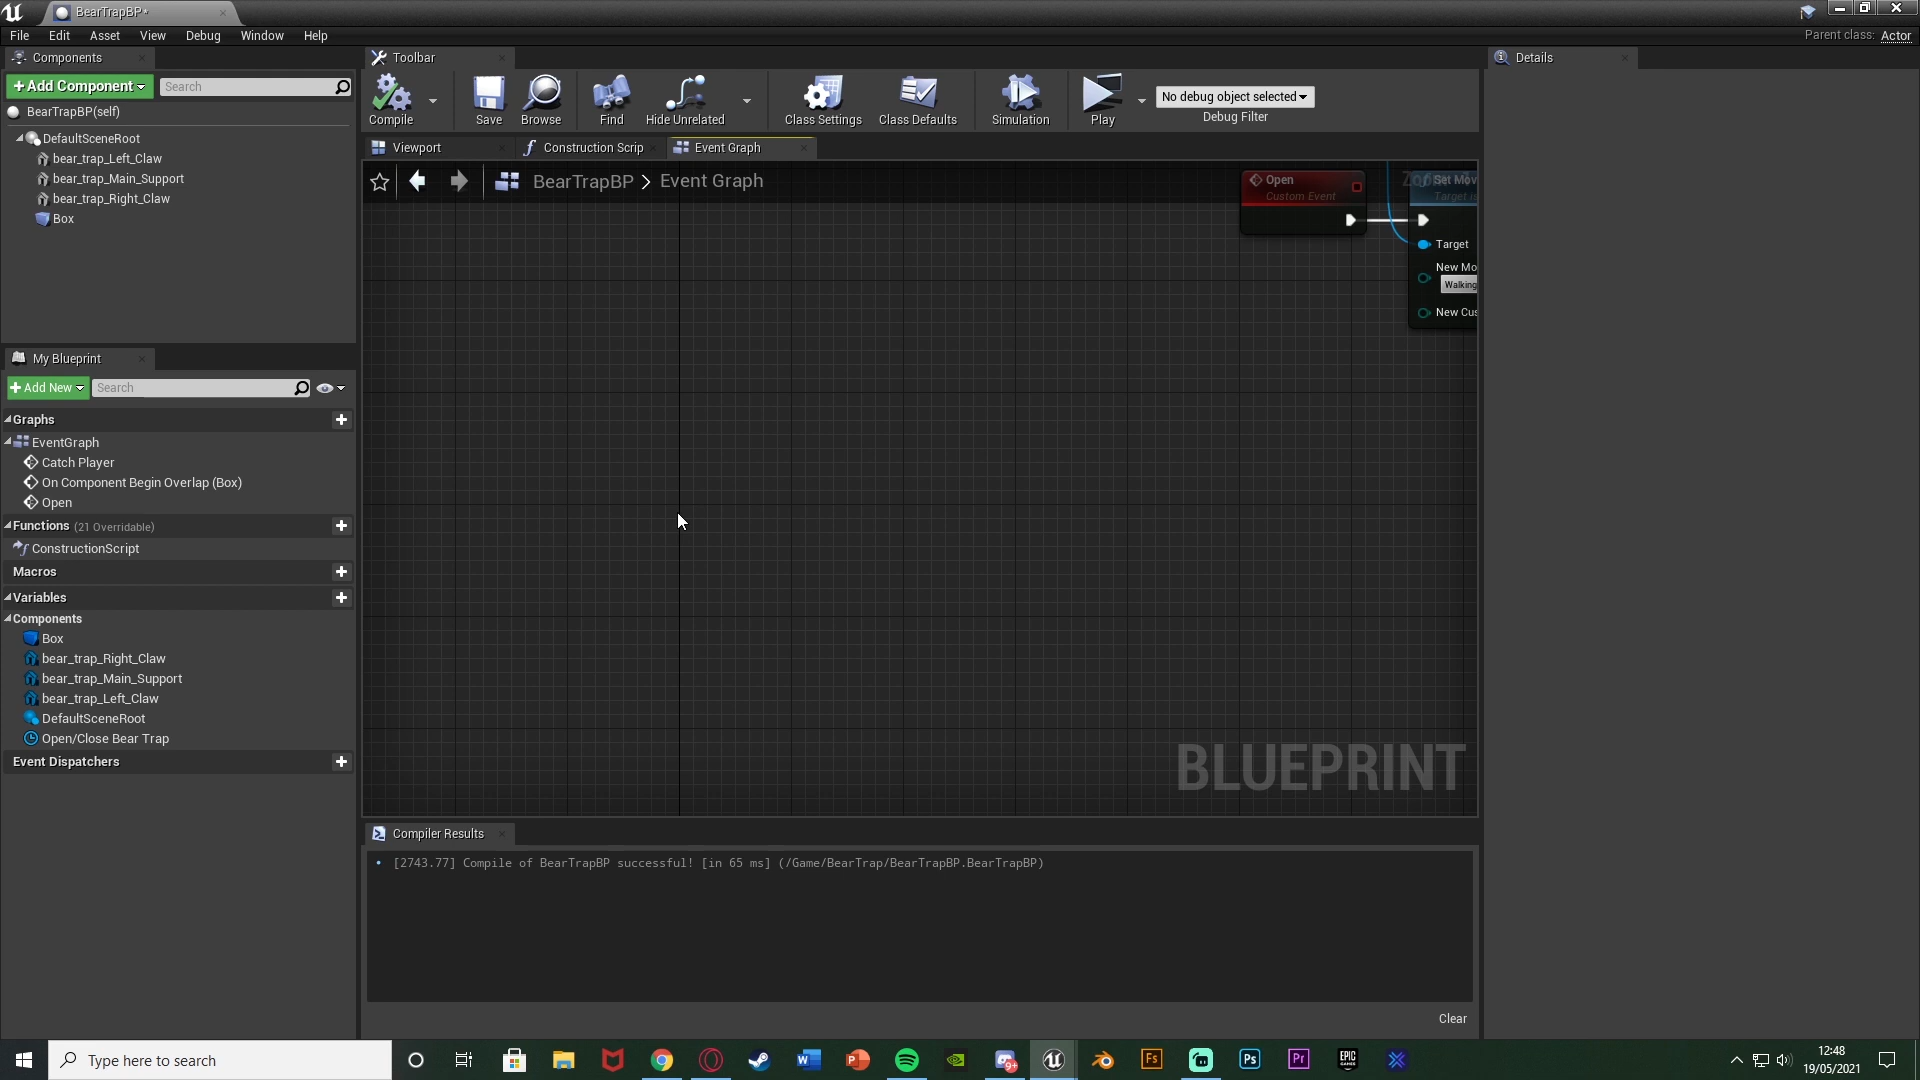 BearTrapBP*
File Edit Asset View Debug Window Help
Parent class: Actor
Components
Toolbar
Details
+Add Component
Search
BearTrapBP(self)
DefaultSceneRoot
bear_trap_Left_Claw
bear_trap_Main_Support
bear_trap_Right_Claw
Box
Compile
Save
Browse
Find
Hide Unrelated
Class Settings
Class Defaults
Simulation
Play
No debug object selected
Debug Filter
Viewport
Construction Scrip
Event Graph
BearTrapBP > Event Graph
Open
Custom Event
Set Mov
Target is
Target
New Mo
Walking
New Cus
BLUEPRINT
My Blueprint
+Add New
Search
Graphs
EventGraph
Catch Player
On Component Begin Overlap (Box)
Open
Functions (21 Overridable)
ConstructionScript
Macros
Variables
Components
Box
bear_trap_Right_Claw
bear_trap_Main_Support
bear_trap_Left_Claw
DefaultSceneRoot
Open/Close Bear Trap
Event Dispatchers
Compiler Results
[2743.77] Compile of BearTrapBP successful! [in 65 ms] (/Game/BearTrap/BearTrapBP.BearTrapBP)
Clear
Type here to search
12:48
19/05/2021